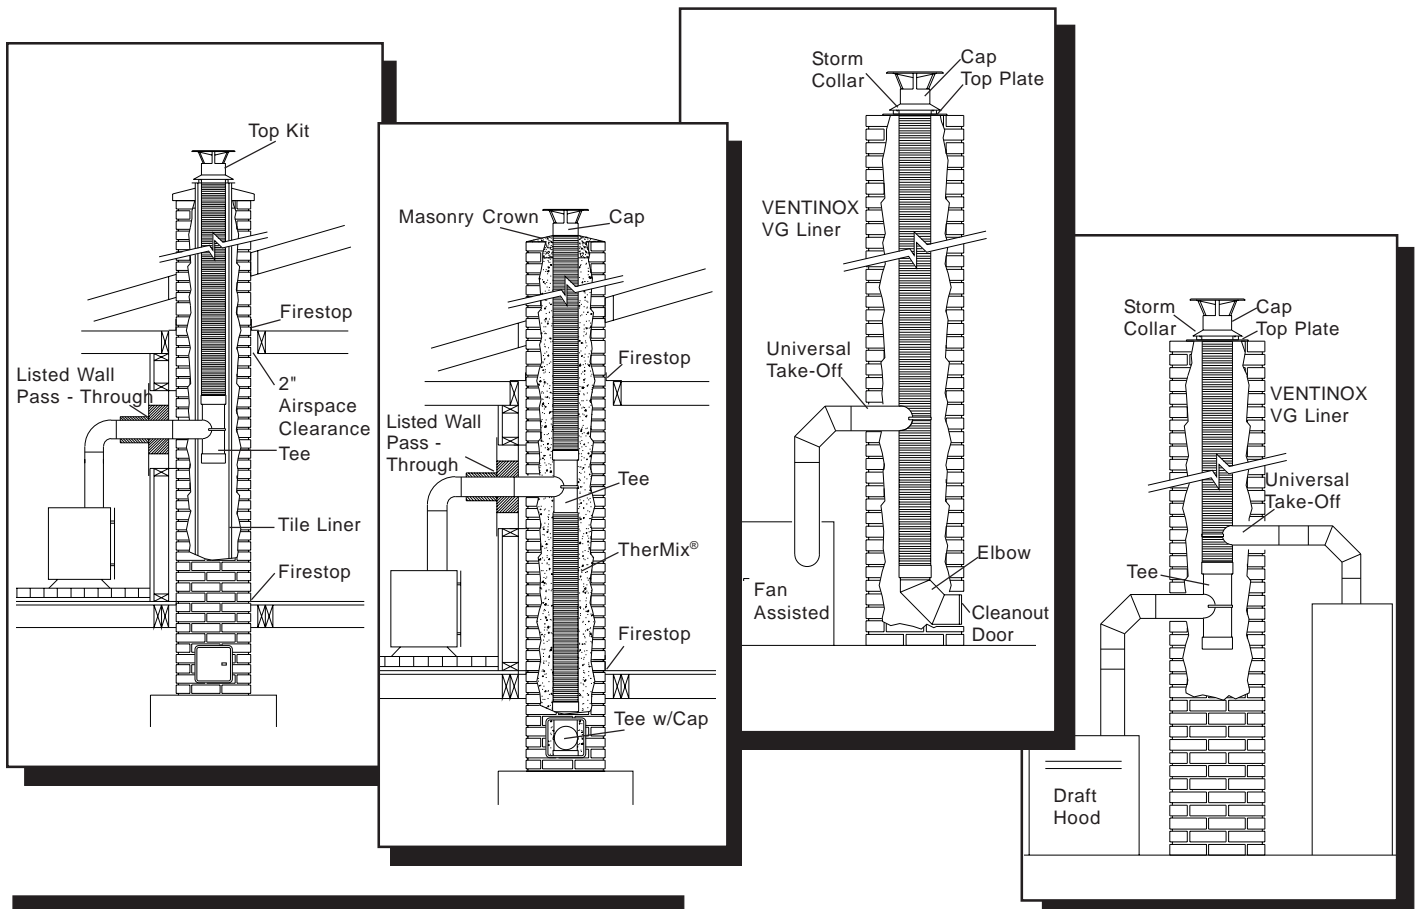 Top Kit
Firestop
Listed Wall
Pass - Through
2"
Airspace
Clearance
Tee
Tile Liner
Firestop
Masonry Crown
Cap
Firestop
Listed Wall
Pass -
Through
Tee
TherMix®
Firestop
Tee w/Cap
Storm
Collar
Cap
Top Plate
VENTINOX
VG Liner
Universal
Take-Off
Elbow
Fan
Assisted
Cleanout
Door
Storm
Collar
Cap
Top Plate
VENTINOX
VG Liner
Universal
Take-Off
Tee
Draft
Hood